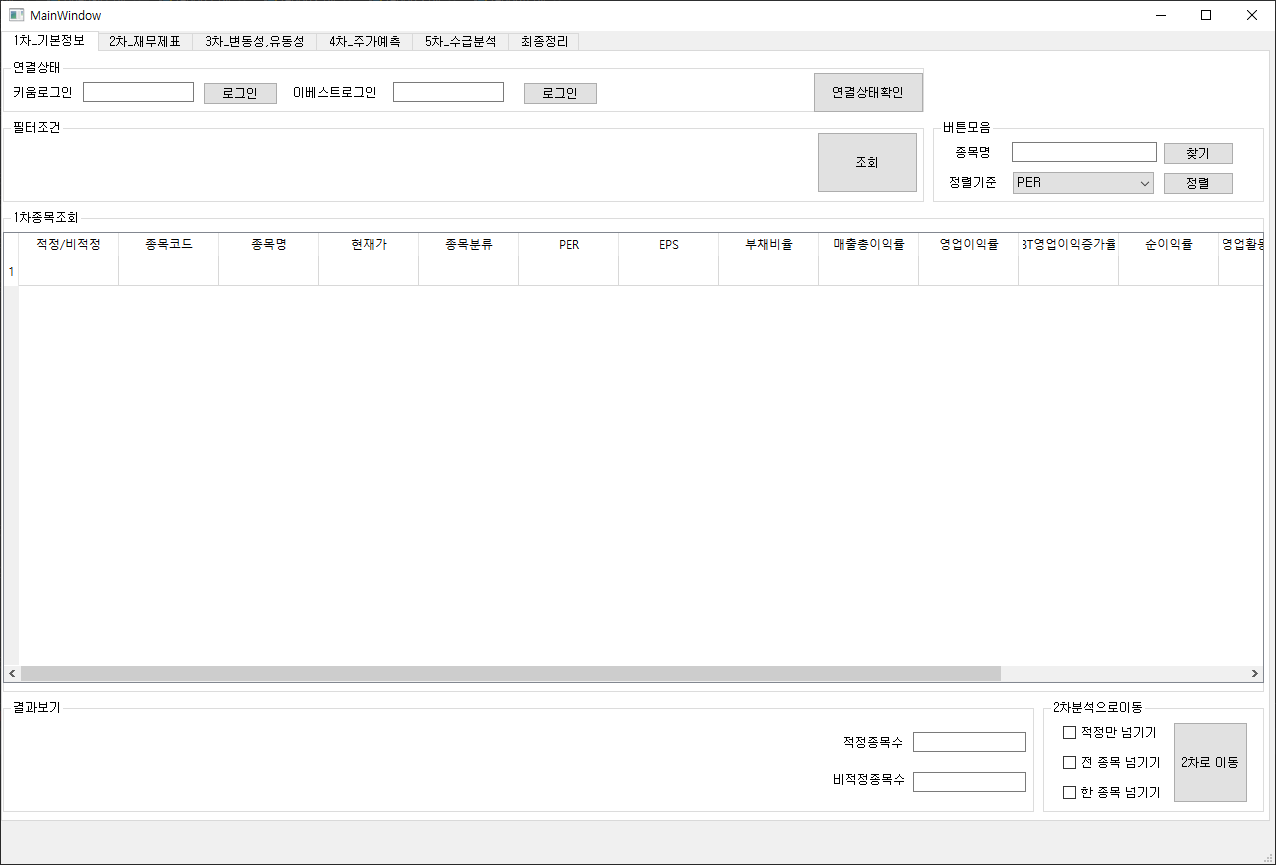 MainWindow
1차_기본정보 2차_재무제표 3차_변동성,유동성 4차_주가예측 5차_수급분석 최종정리
연결상태
키움로그인 로그인 이베스트로그인 로그인 연결상태확인
필터조건
조회
버튼모음
종목명 찾기
정렬기준 PER 정렬
1차종목조회
적정/비적정 종목코드 종목명 현재가 종목분류 PER EPS 부채비율 매출총이익률 영업이익률 3T영업이익증가율 순이익률 영업활동
1
결과보기
적정종목수
비적정종목수
2차분석으로이동
적정만 넘기기
전 종목 넘기기
한 종목 넘기기
2차로 이동